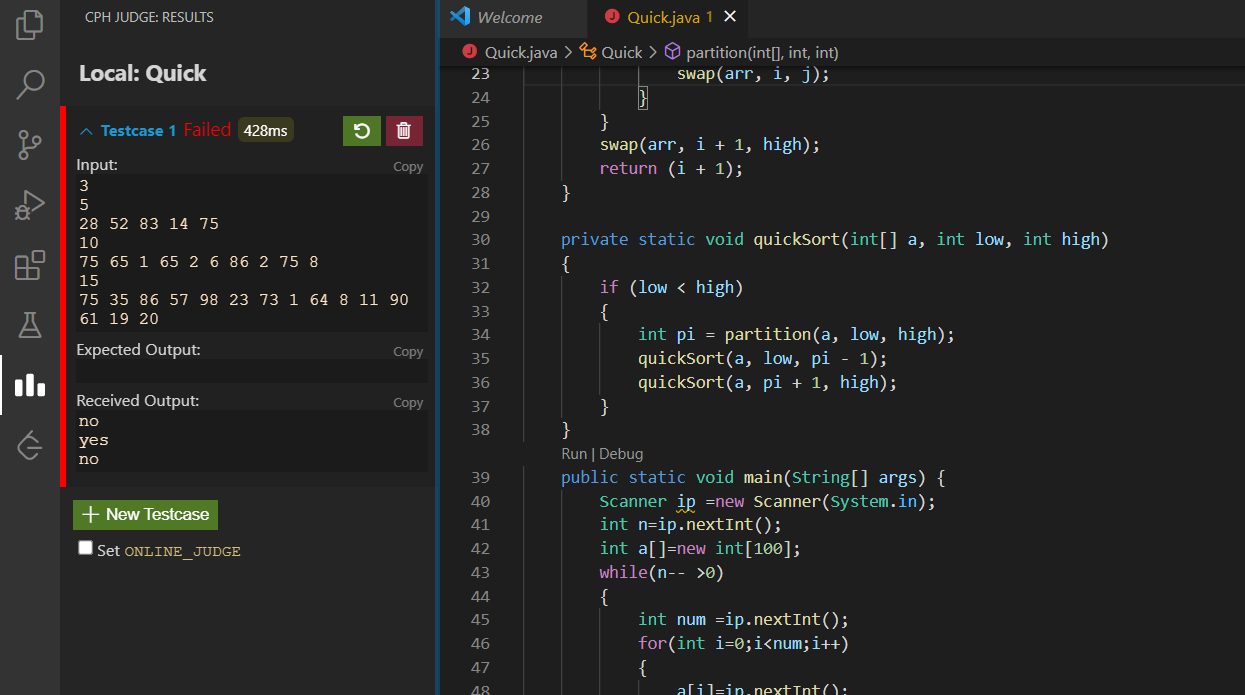 CPH JUDGE: RESULTS
Local: Quick
Testcase 1 Failed 428ms
Input:
Copy
3
5
28 52 83 14 75
10
75 65 1 65 2 6 86 2 75 8
15
75 35 86 57 98 23 73 1 64 8 11 90
61 19 20
Expected Output:
Copy
Received Output:
Copy
no
yes
no
New Testcase
Set ONLINE_JUDGE
Welcome
J Quick.java 1
J Quick.java > Quick > partition(int[], int, int)
23 swap(arr, i, j);
24 }
25 }
26 swap(arr, i + 1, high);
27 return (i + 1);
28 }
29
30 private static void quickSort(int[] a, int low, int high)
31 {
32 if (low < high)
33 {
34 int pi = partition(a, low, high);
35 quickSort(a, low, pi - 1);
36 quickSort(a, pi + 1, high);
37 }
38 }
Run | Debug
39 public static void main(String[] args) {
40 Scanner ip =new Scanner(System.in);
41 int n=ip.nextInt();
42 int a[]=new int[100];
43 while(n-- >0)
44 {
45 int num =ip.nextInt();
46 for(int i=0;i<num;i++)
47 {
48 a[i]=ip.nextInt();